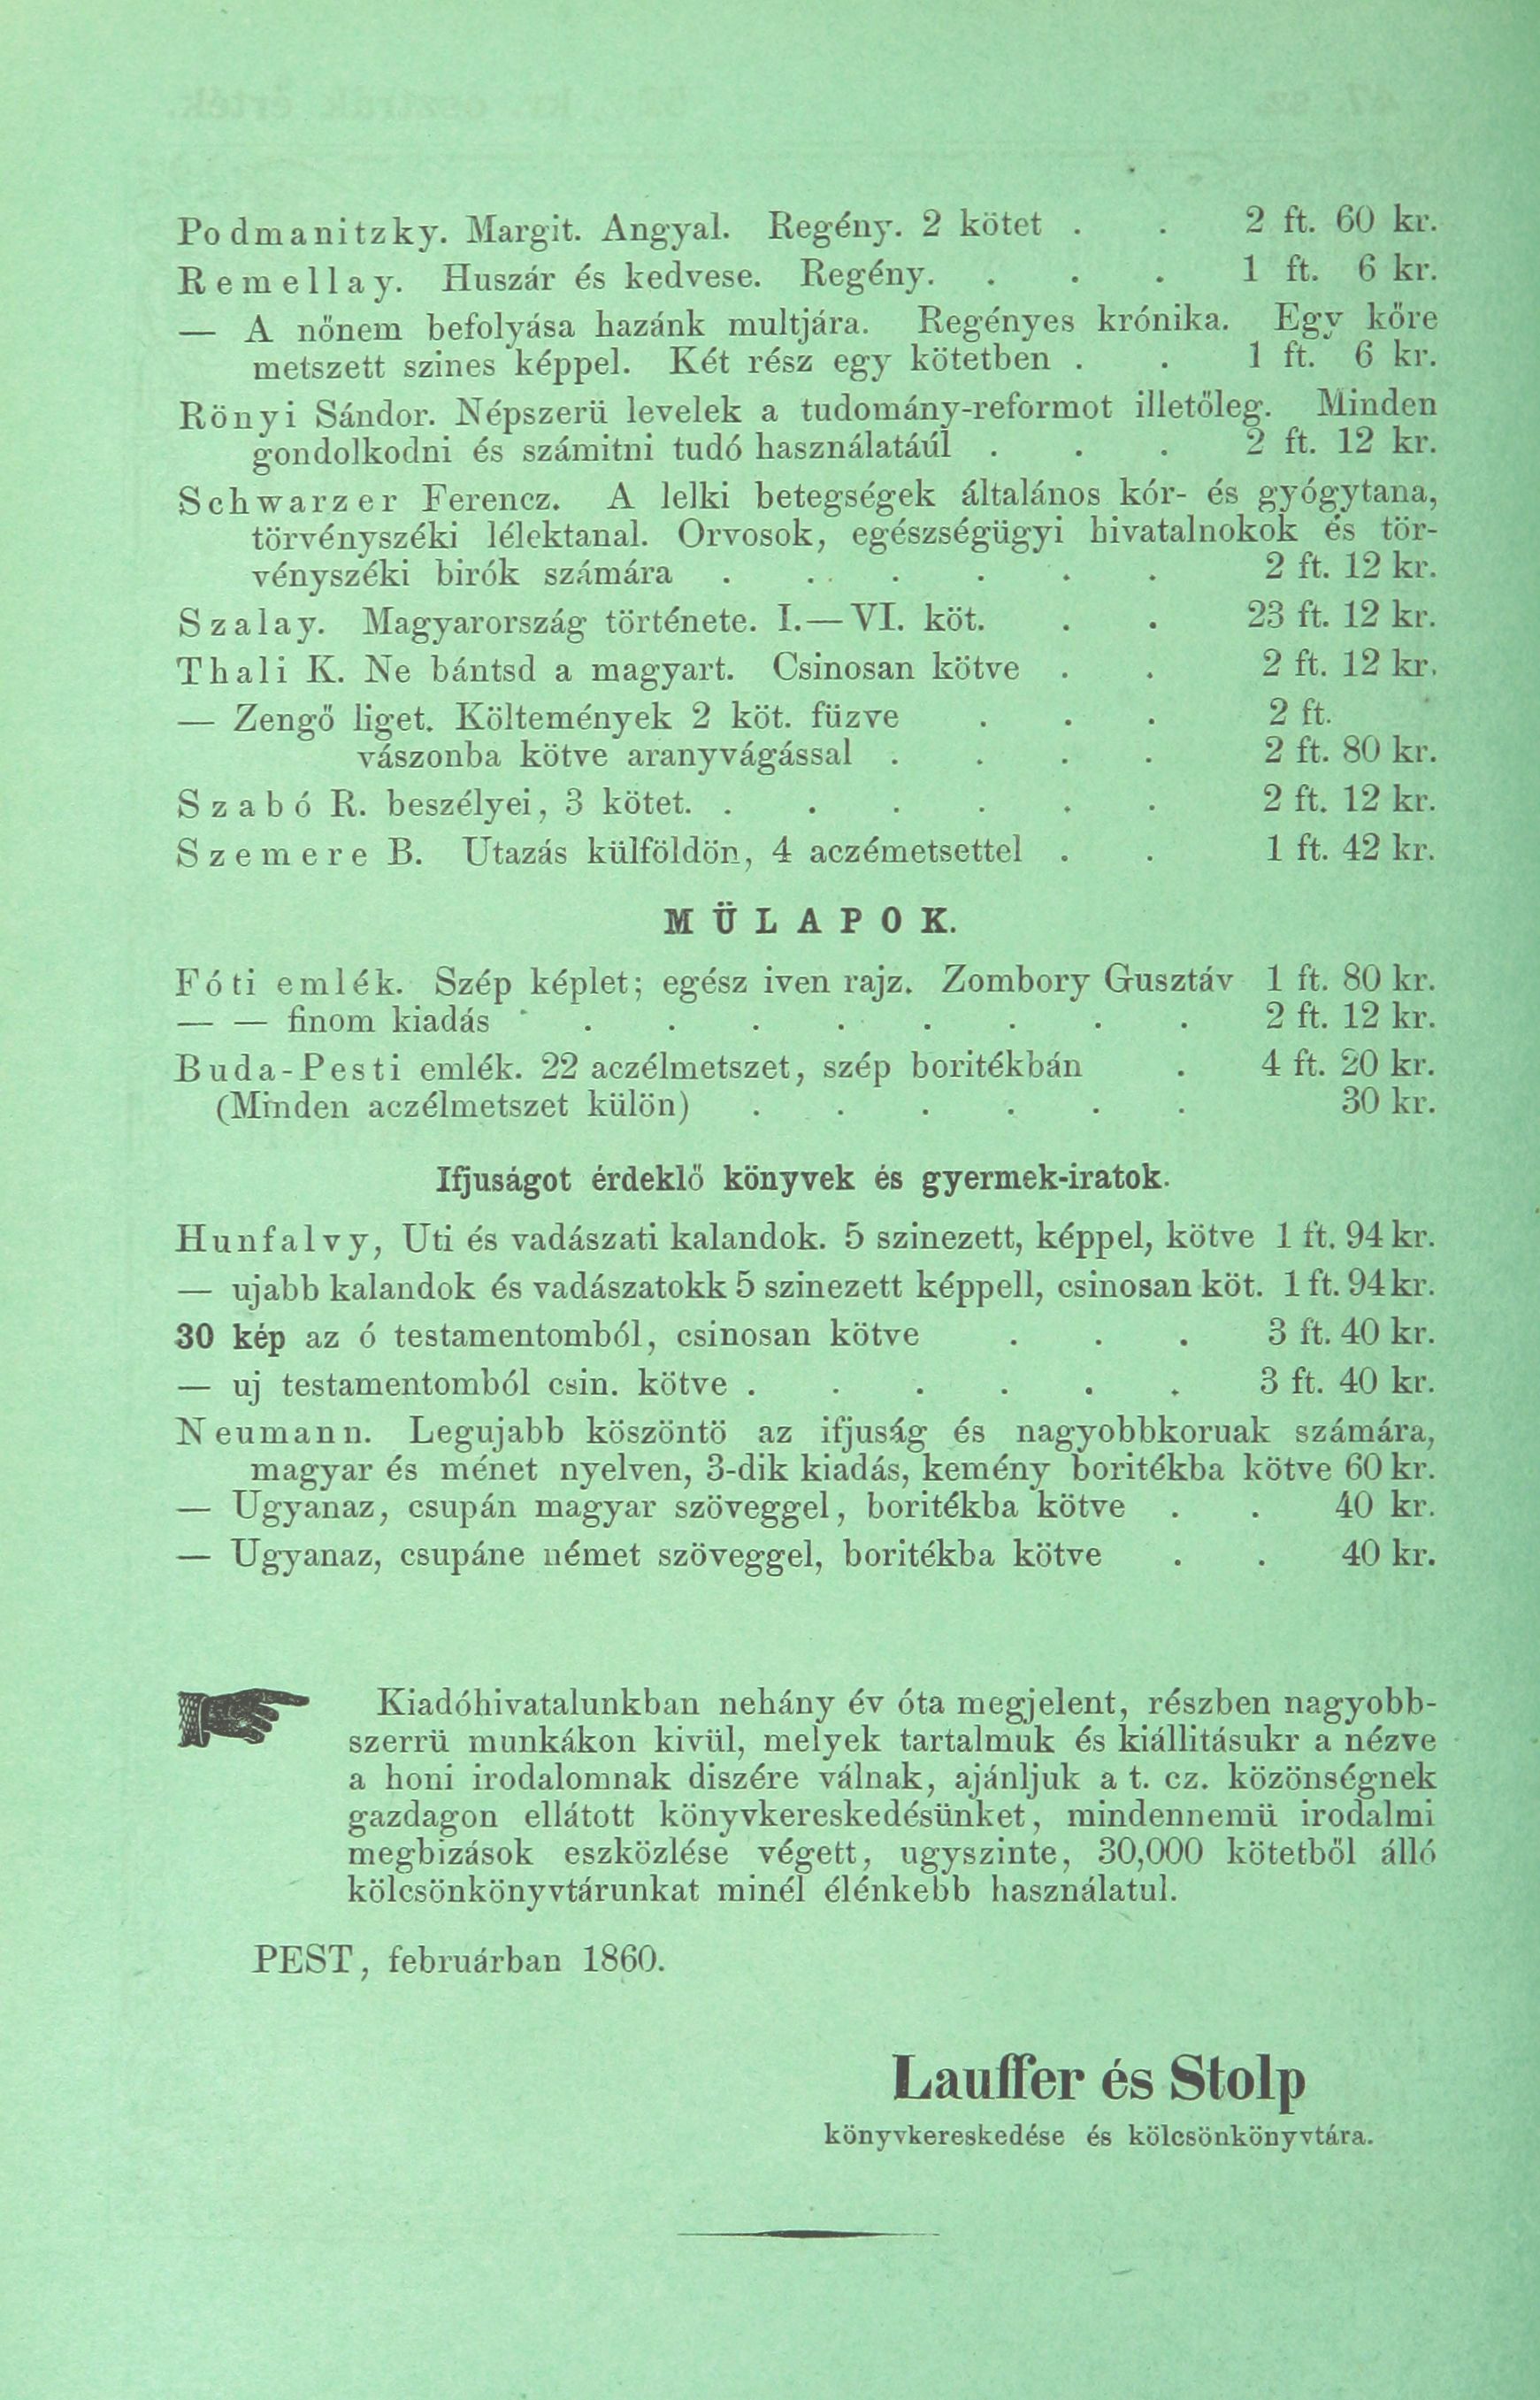 Podmanitzky. Margit. Angyal. Regény. 2 kötet . . 2 ft. 60 kr.
Remellay. Huszár és kedvese. Regény. . . . 1 ft. 6 kr.
— A nőnem befolyása hazánk multjára. Regényes krónika. Egy kőre
metszett szines képpel. Két rész egy kötetben . . 1 ft. 6 kr.
Rönyi Sándor. Népszerü levelek a tudomány-reformot illetőleg. Minden
gondolkodni és számitni tudó használatáúl . . . 2 ft. 12 kr.
Schwarzer Ferencz. A lelki betegségek általános kór- és gyógytana,
törvényszéki lélektanal. Orvosok, egészségügyi hivatalnokok és tör-
vényszéki birók számára . . . . . . 2 ft. 12 kr.
Szalay. Magyarország története. I.—VI. köt. . . 23 ft. 12 kr.
Thali K. Ne bántsd a magyart. Csinosan kötve . . 2 ft. 12 kr.
— Zengő liget. Költemények 2 köt. füzve . . . 2 ft.
vászonba kötve aranyvágással . . . . 2 ft. 80 kr.
Szabó R. beszélyei, 3 kötet. . . . . . . 2 ft. 12 kr.
Szemere B. Utazás külföldön, 4 aczémetsettel . . 1 ft. 42 kr.
MÜLAPOK.
Fóti emlék. Szép képlet; egész iven rajz. Zombory Gusztáv 1 ft. 80 kr.
— — finom kiadás . . . . . . . . 2 ft. 12 kr.
Buda-Pesti emlék. 22 aczélmetszet, szép boritékbán . 4 ft. 20 kr.
(Minden aczélmetszet külön) . . . . . . 30 kr.
Ifjuságot érdeklő könyvek és gyermek-iratok.
Hunfalvy, Uti és vadászati kalandok. 5 szinezett, képpel, kötve 1 ft. 94 kr.
— ujabb kalandok és vadászatokk 5 szinezett képpell, csinosan köt. 1 ft. 94 kr.
30 kép az ó testamentomból, csinosan kötve . . . 3 ft. 40 kr.
— uj testamentomból csin. kötve . . . . . . 3 ft. 40 kr.
Neumann. Legujabb köszöntö az ifjuság és nagyobbkoruak számára,
magyar és ménet nyelven, 3-dik kiadás, kemény boritékba kötve 60 kr.
— Ugyanaz, csupán magyar szöveggel, boritékba kötve . . 40 kr.
— Ugyanaz, csupáne német szöveggel, boritékba kötve . . 40 kr.
Kiadóhivatalunkban nehány év óta megjelent, részben nagyobb-
szerrü munkákon kivül, melyek tartalmuk és kiállitásukr a nézve
a honi irodalomnak diszére válnak, ajánljuk a t. cz. közönségnek
gazdagon ellátott könyvkereskedésünket, mindennemü irodalmi
megbizások eszközlése végett, ugyszinte, 30,000 kötetből álló
kölcsönkönyvtárunkat minél élénkebb használatul.
PEST, februárban 1860.
Lauffer és Stolp
könyvkereskedése és kölcsönkönyvtára.